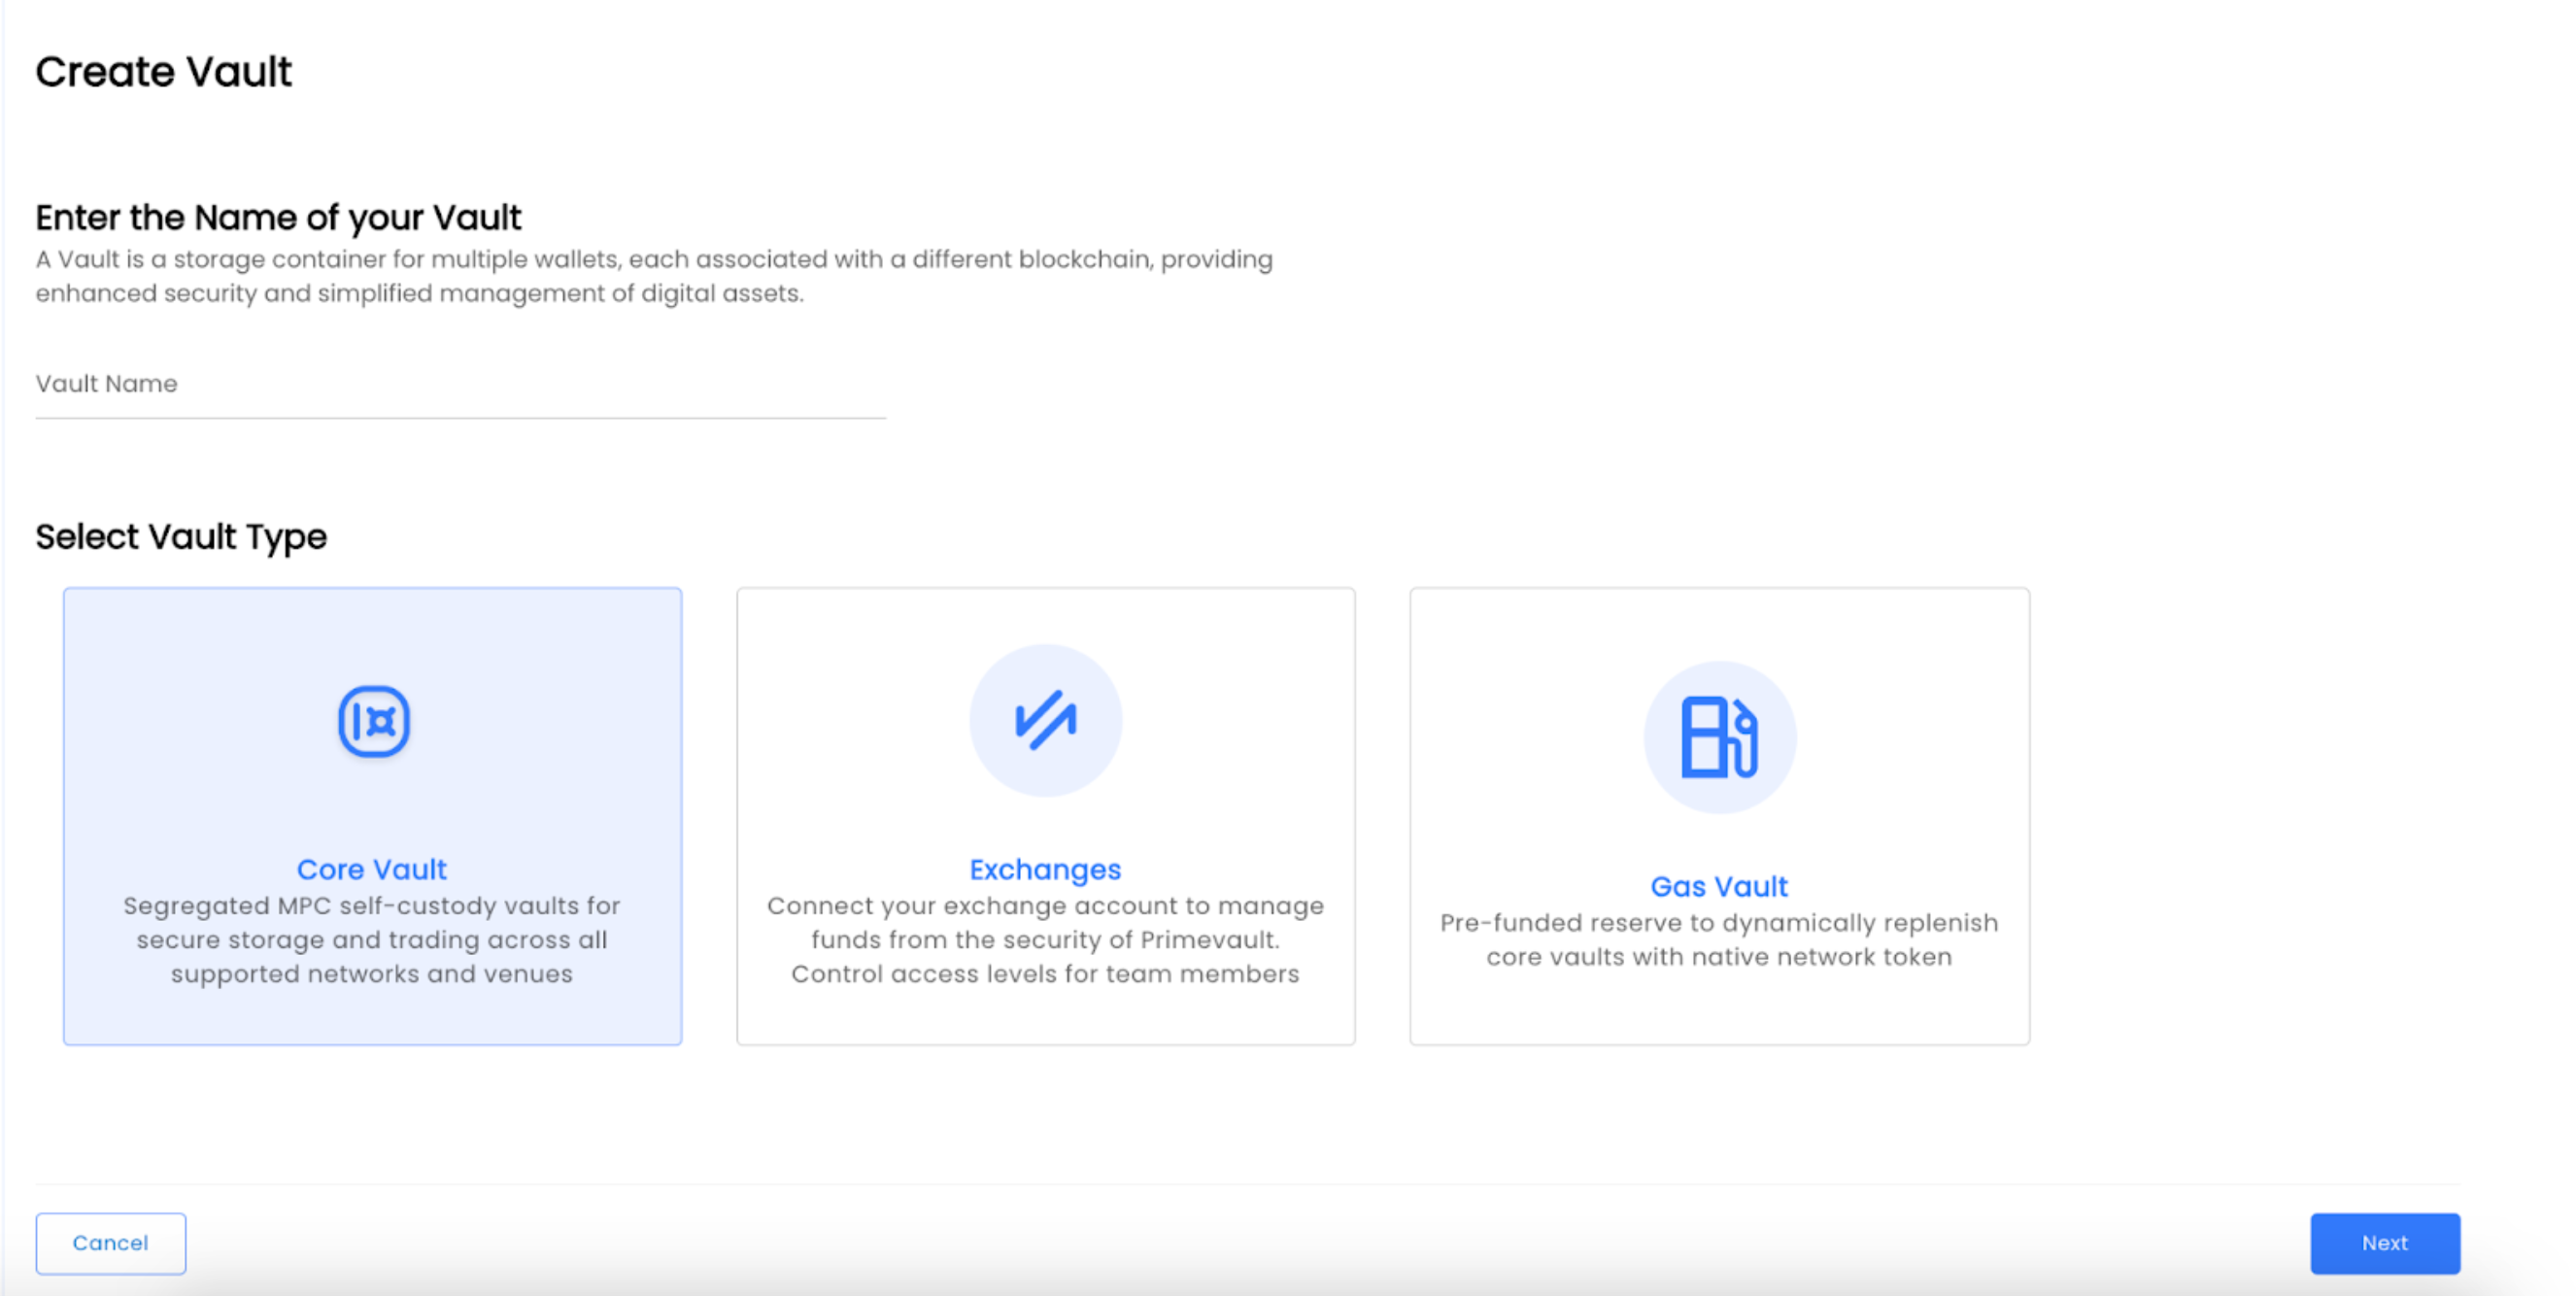 Create Vault
Enter the Name of your Vault
A Vault is a storage container for multiple wallets, each associated with a different blockchain, providing
enhanced security and simplified management of digital assets.
Vault Name
Select Vault Type
Core Vault
Segregated MPC self-custody vaults for
secure storage and trading across all
supported networks and venues
Exchanges
Connect your exchange account to manage
funds from the security of Primevault.
Control access levels for team members
Gas Vault
Pre-funded reserve to dynamically replenish
core vaults with native network token
Cancel
Next